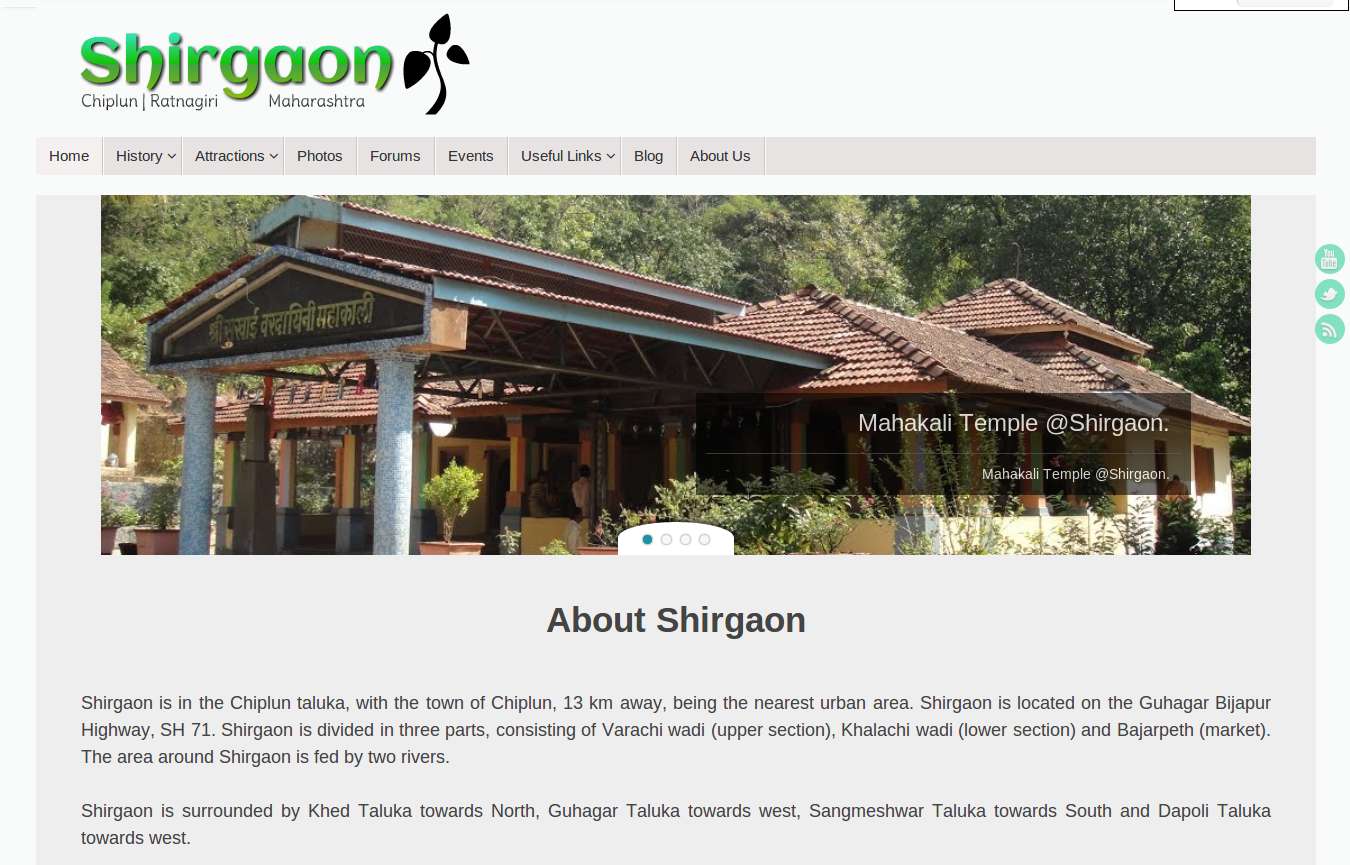 Shirgaon
Chiplun | Ratnagiri Maharashtra
Home History Attractions Photos Forums Events Useful Links Blog About Us
You
Tube
वरदायिनी महाकाली
Mahakali Temple @Shirgaon.
Mahakali Temple @Shirgaon.
About Shirgaon
Shirgaon is in the Chiplun taluka, with the town of Chiplun, 13 km away, being the nearest urban area. Shirgaon is located on the Guhagar Bijapur
Highway, SH 71. Shirgaon is divided in three parts, consisting of Varachi wadi (upper section), Khalachi wadi (lower section) and Bajarpeth (market).
The area around Shirgaon is fed by two rivers.
Shirgaon is surrounded by Khed Taluka towards North, Guhagar Taluka towards west, Sangmeshwar Taluka towards South and Dapoli Taluka
towards west.